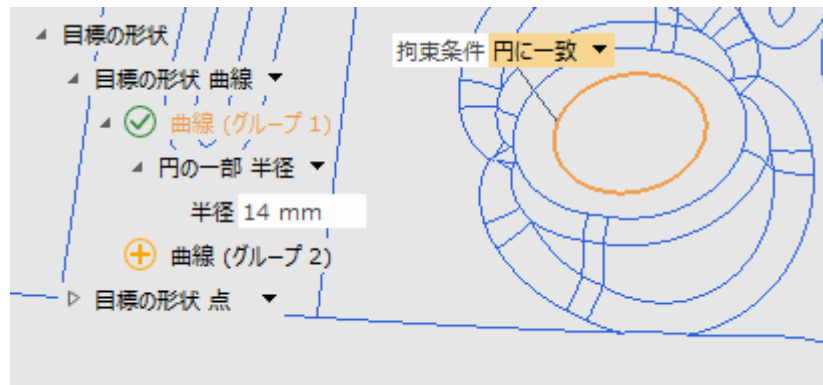 目標の形状
拘束条件 円に一致
目標の形状 曲線
曲線 (グループ 1)
円の一部 半径
半径 14 mm
曲線 (グループ 2)
目標の形状 点